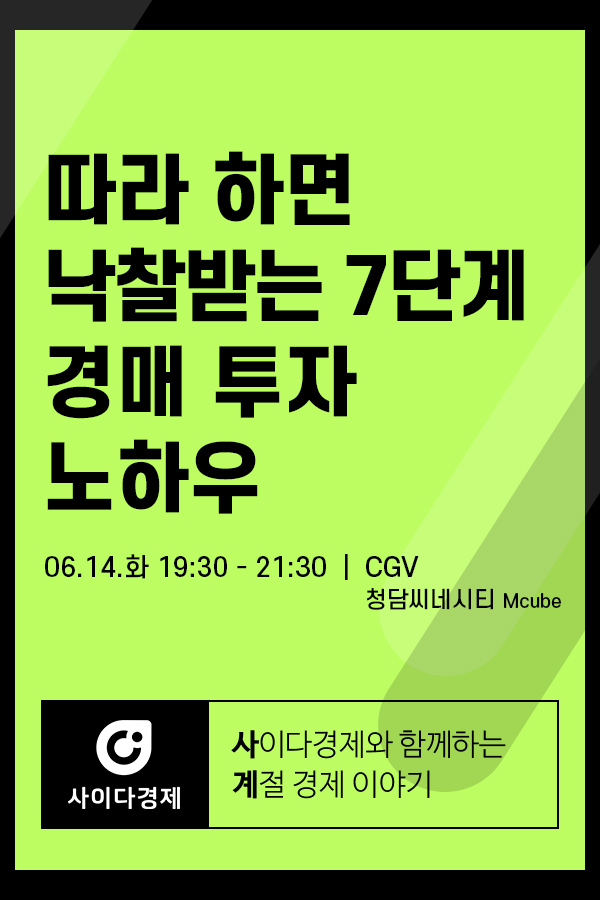 따라 하면
낙찰받는 7단계
경매 투자
노하우
06.14.화 19:30 - 21:30 | CGV
청담씨네시티 Mcube
사이다경제
사이다경제와 함께하는
계절 경제 이야기